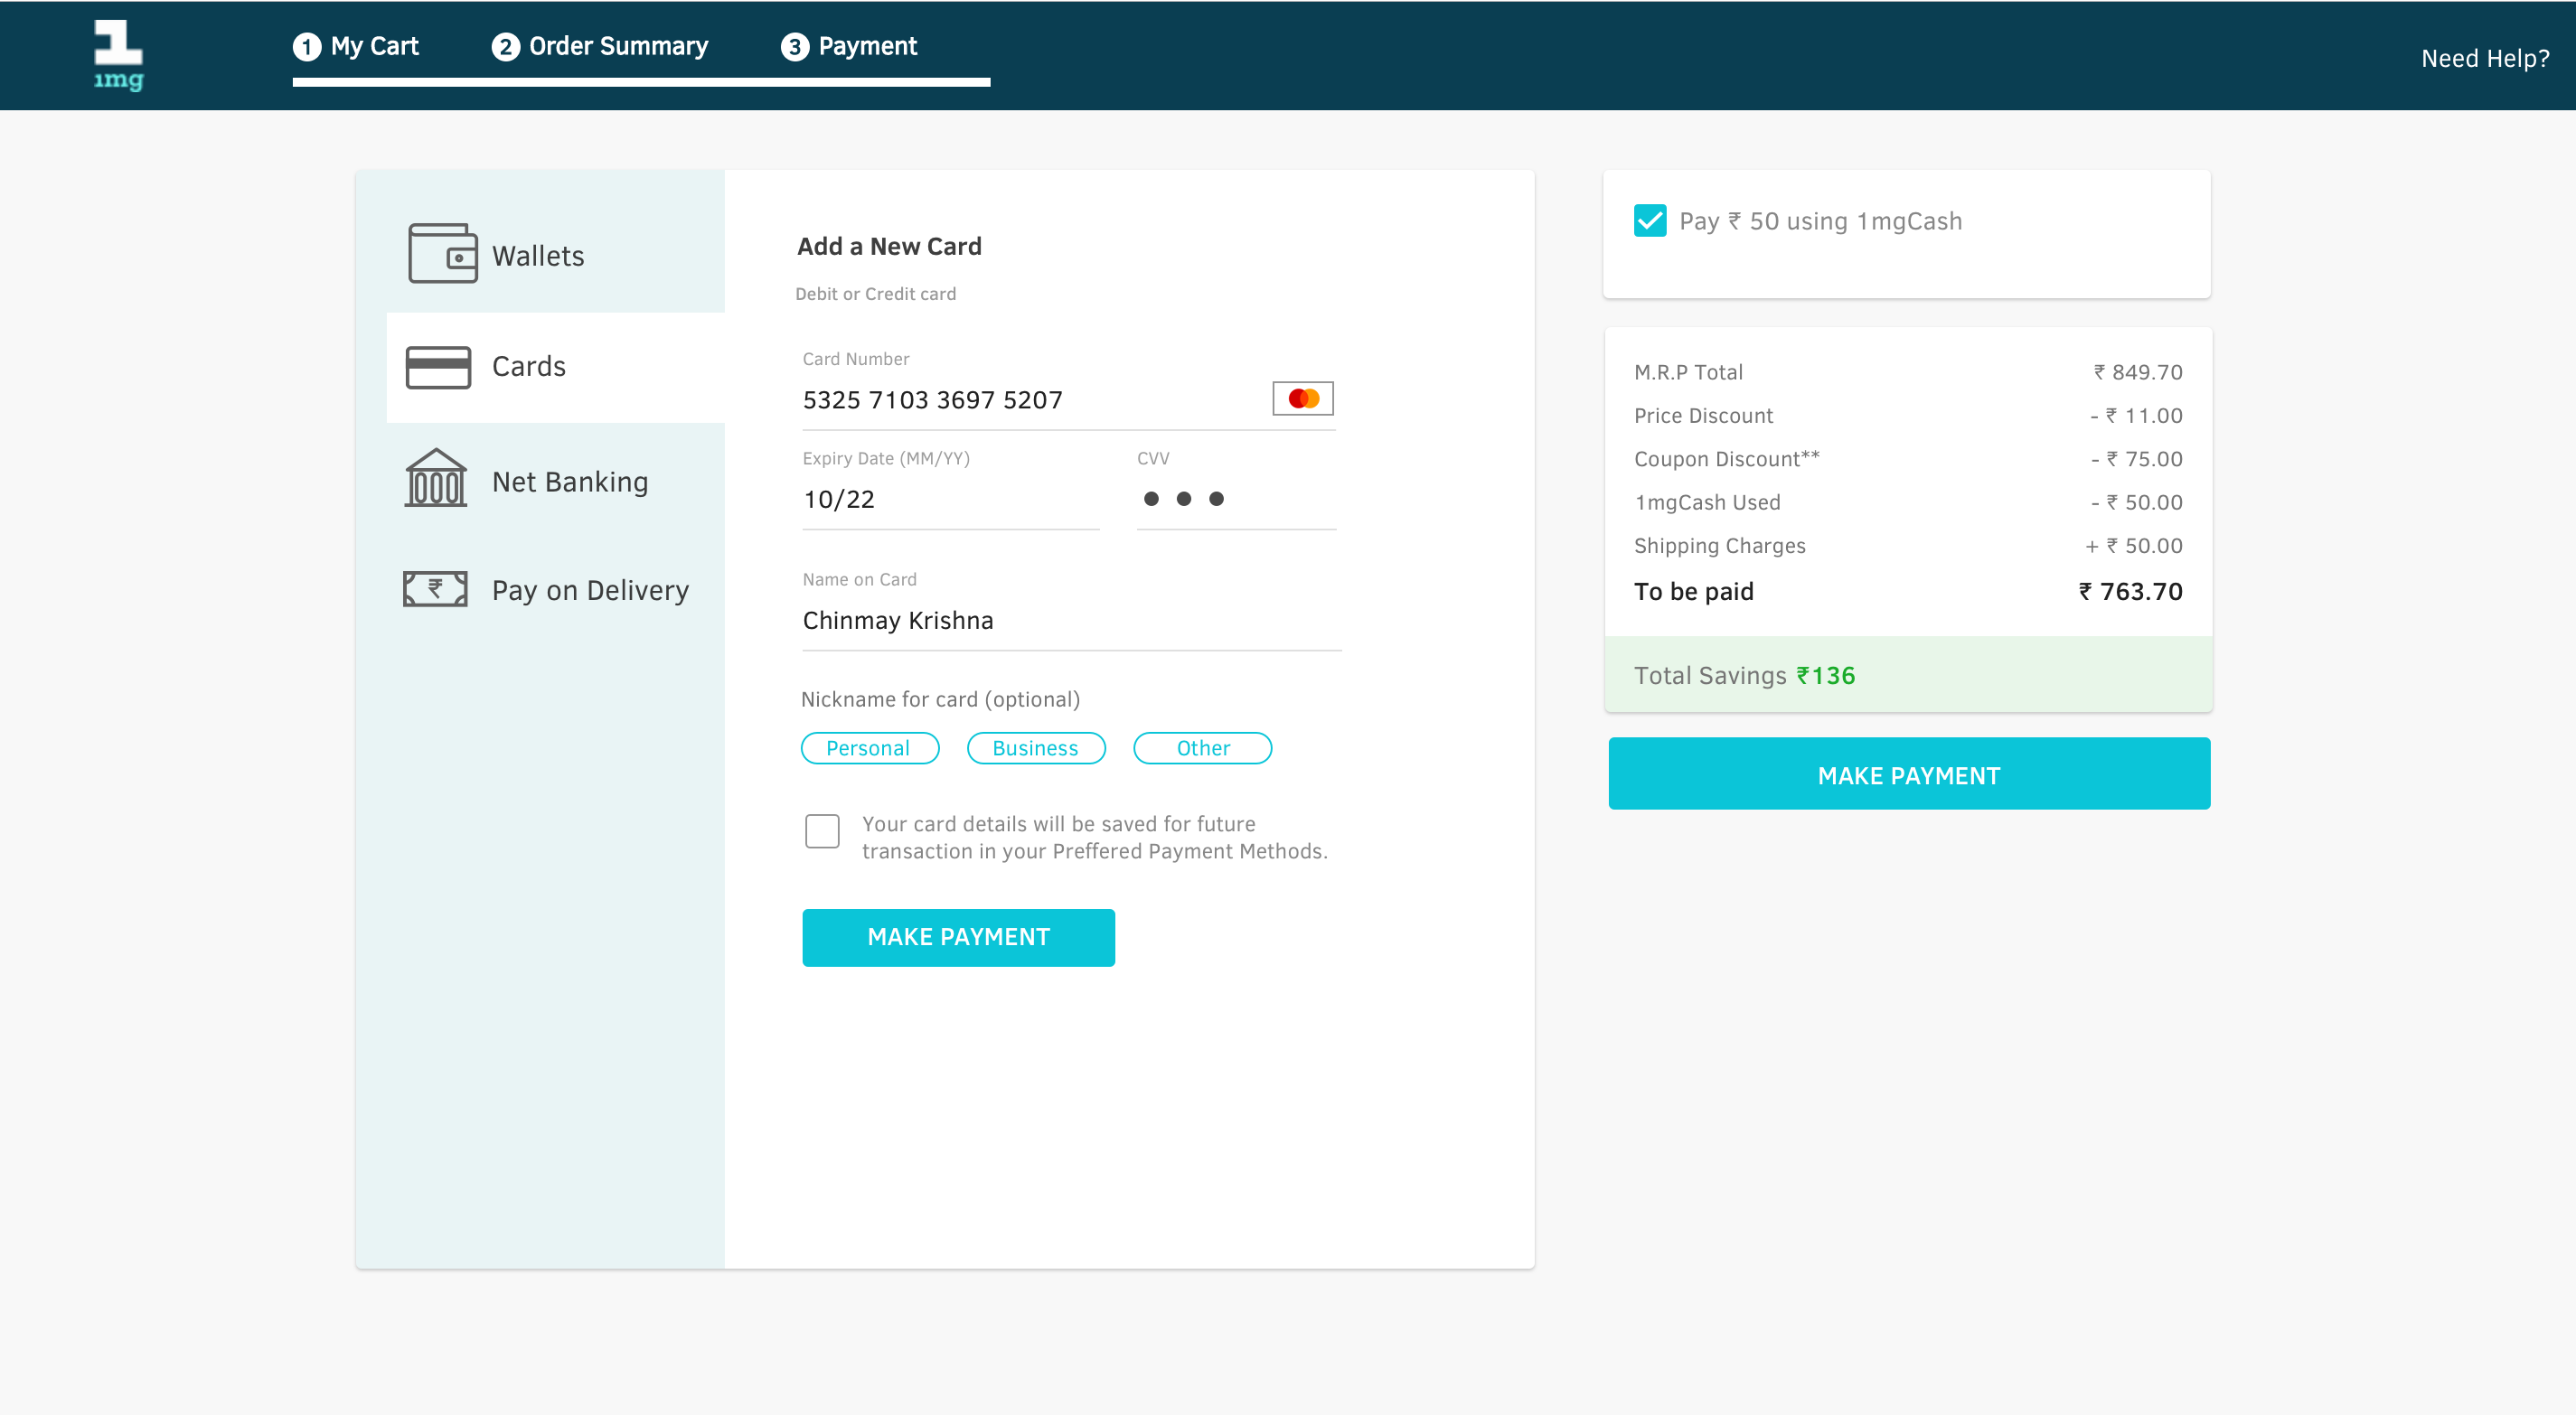 1mg
1 My Cart
2 Order Summary
3 Payment
Need Help?
Wallets
Cards
Net Banking
₹ Pay on Delivery
Add a New Card
Debit or Credit card
Card Number
5325 7103 3697 5207
Expiry Date (MM/YY)
CVV
10/22
Name on Card
Chinmay Krishna
Nickname for card (optional)
Personal
Business
Other
Your card details will be saved for future
transaction in your Preffered Payment Methods.
MAKE PAYMENT
Pay ₹ 50 using 1mgCash
M.R.P Total ₹ 849.70
Price Discount - ₹ 11.00
Coupon Discount** - ₹ 75.00
1mgCash Used - ₹ 50.00
Shipping Charges + ₹ 50.00
To be paid ₹ 763.70
Total Savings ₹136
MAKE PAYMENT